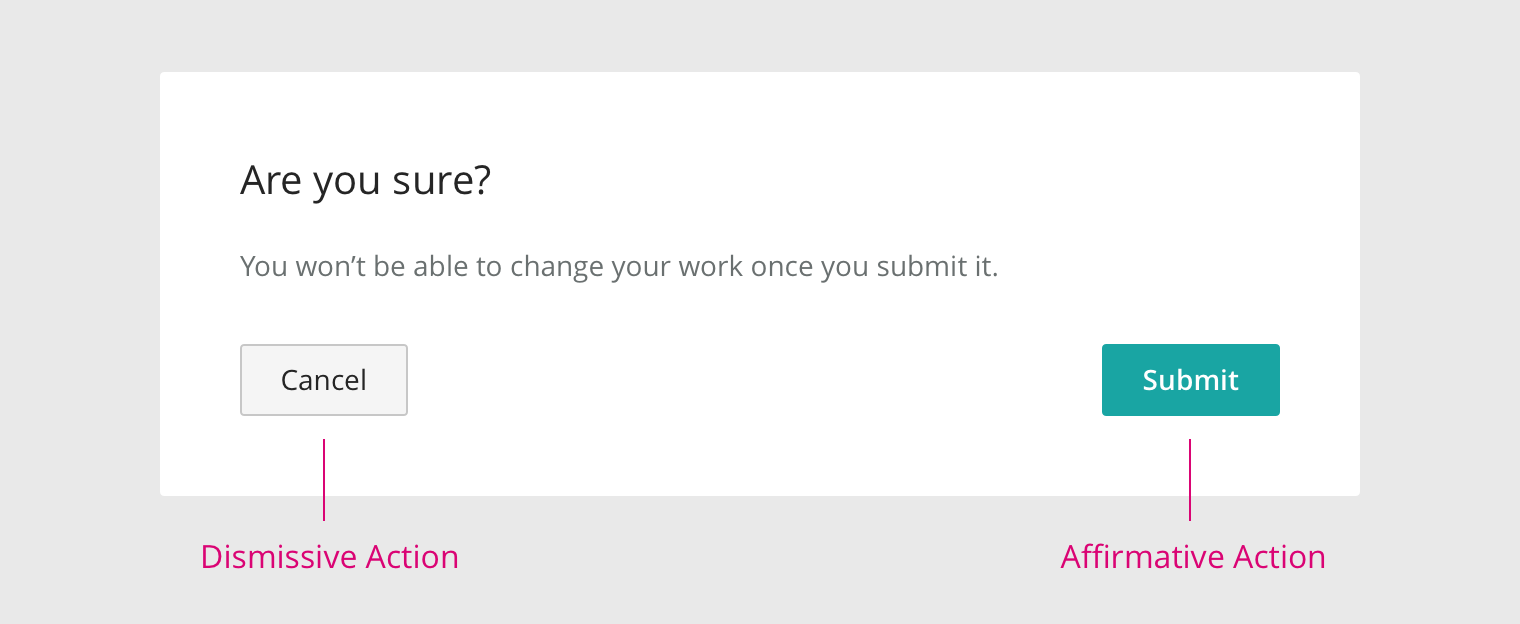 Are you sure?
You won’t be able to change your work once you submit it.
Cancel
Submit
Dismissive Action
Affirmative Action